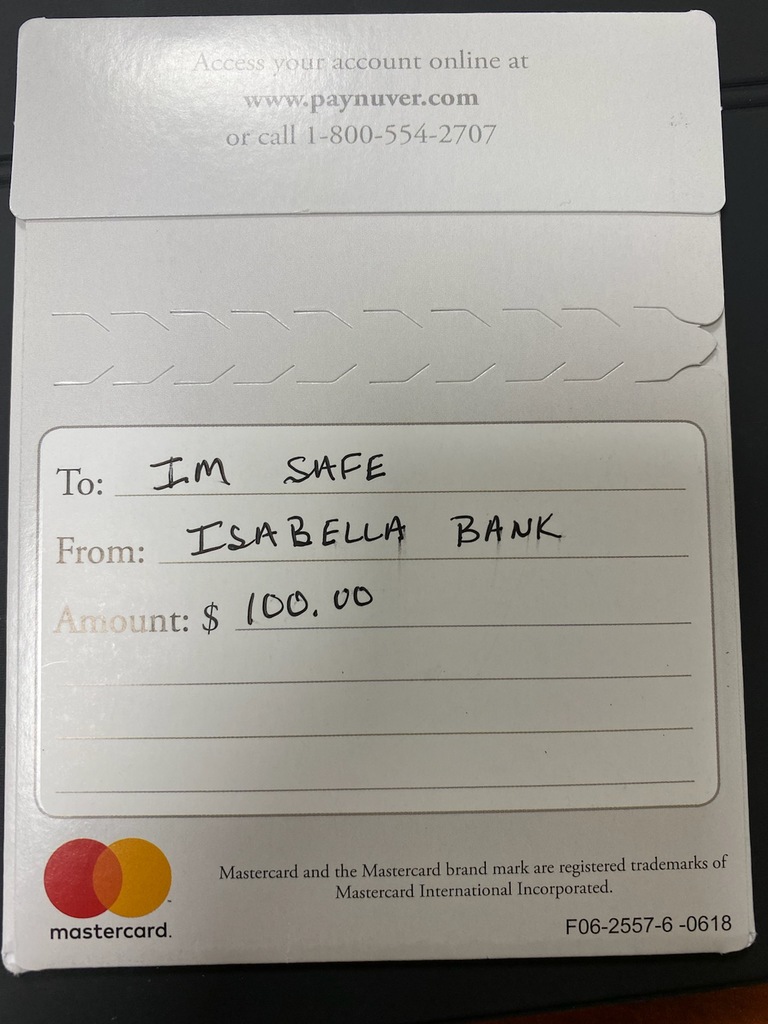 Access your account online at
www.paynuver.com
or call 1-800-554-2707
To: IM SAFE
From: ISABELLA BANK
Amount: $ 100.00
Mastercard and the Mastercard brand mark are registered trademarks of
Mastercard International Incorporated.
mastercard.
F06-2557-6 -0618